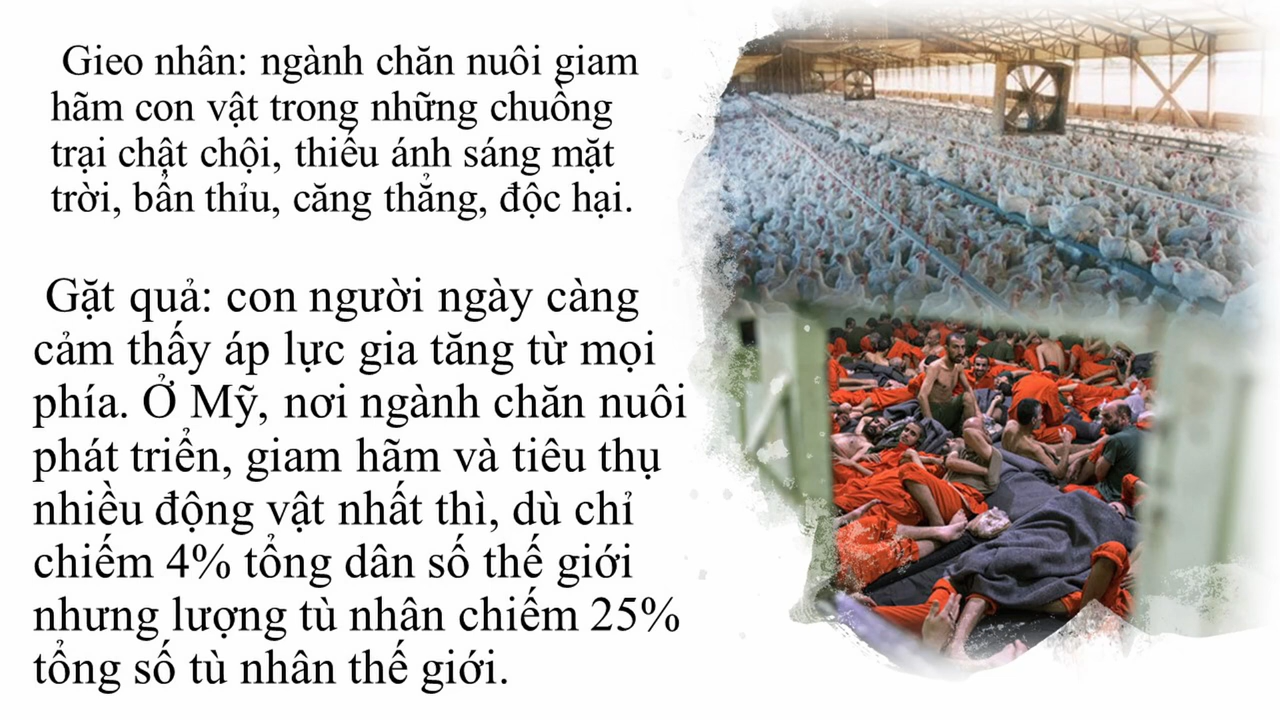 Gieo nhân: ngành chăn nuôi giam
hãm con vật trong những chuồng
trại chật chội, thiếu ánh sáng mặt
trời, bẩn thỉu, căng thẳng, độc hại.
Gặt quả: con người ngày càng
cảm thấy áp lực gia tăng từ mọi
phía. Ở Mỹ, nơi ngành chăn nuôi
phát triển, giam hãm và tiêu thụ
nhiều động vật nhất thì, dù chỉ
chiếm 4% tổng dân số thế giới
nhưng lượng tù nhân chiếm 25%
tổng số tù nhân thế giới.